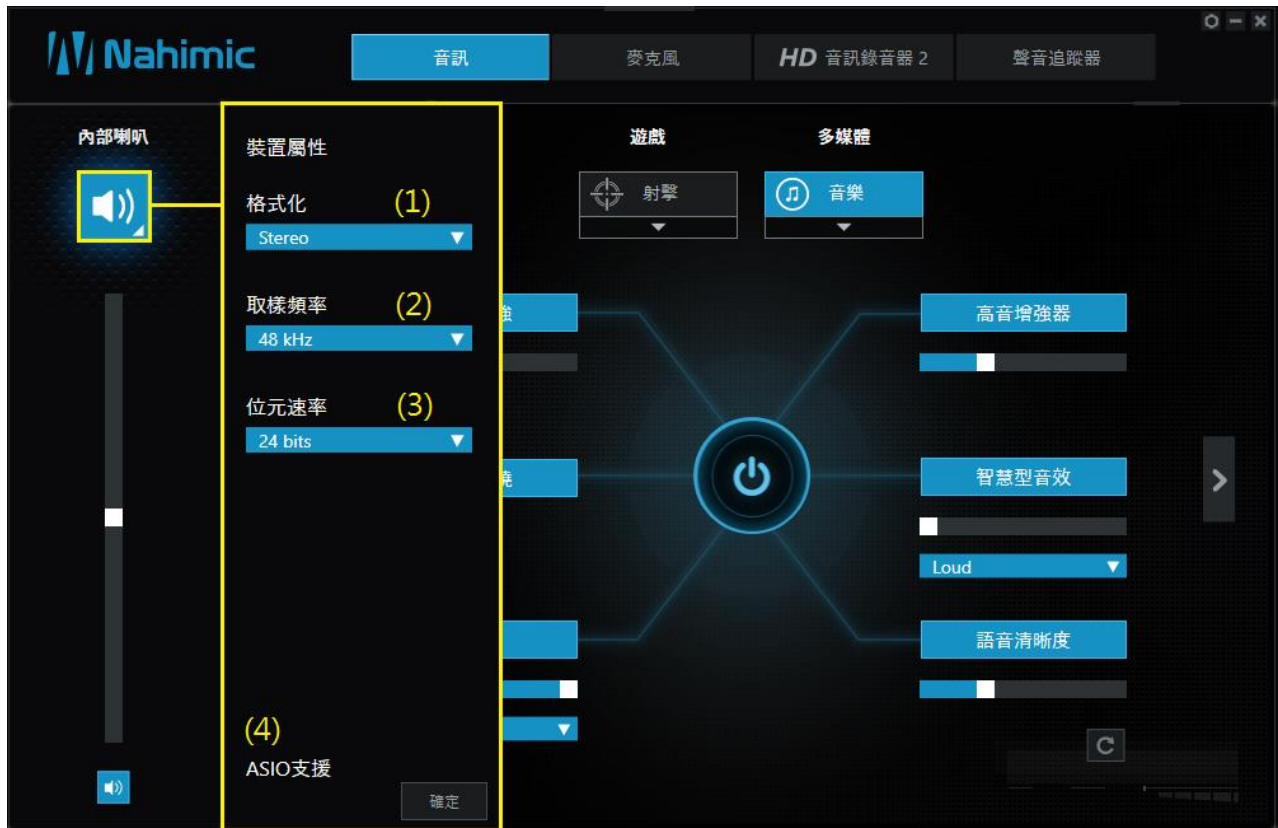 Nahimic
音訊
麥克風
HD 音訊錄音器 2
聲音追蹤器
內部喇叭
裝置屬性
格式化 (1)
Stereo
取樣頻率 (2)
48 kHz
位元速率 (3)
24 bits
(4)
ASIO支援
確定
遊戲
射擊
多媒體
音樂
高音增強器
智慧型音效
Loud
語音清晰度